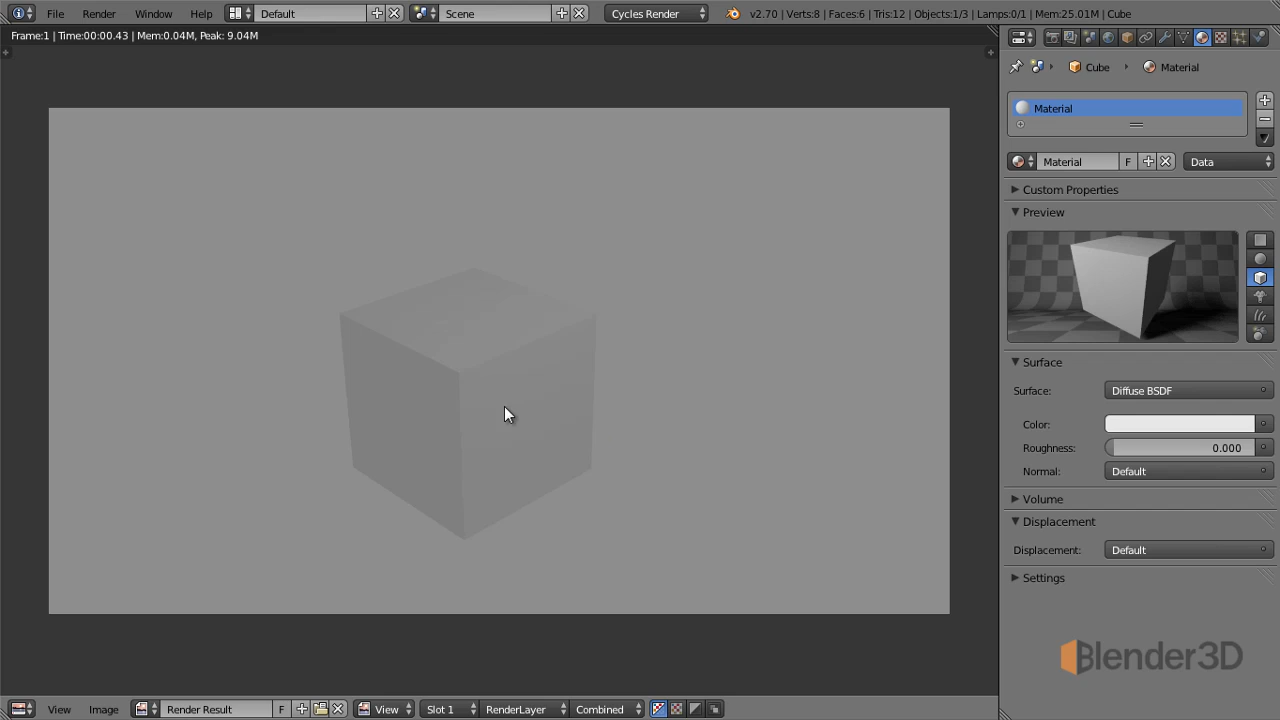 File Render Window Help Default Scene Cycles Render v2.70 | Verts:8 | Faces:6 | Tris:12 | Objects:1/3 | Lamps:0/1 | Mem:25.01M | Cube
Frame:1 | Time:00:00.43 | Mem:0.04M, Peak: 9.04M
Cube Material
Material
Material F Data
Custom Properties
Preview
Surface
Surface: Diffuse BSDF
Color:
Roughness: 0.000
Normal: Default
Volume
Displacement
Displacement: Default
Settings
Blender3D
View Image Render Result F View Slot 1 RenderLayer Combined